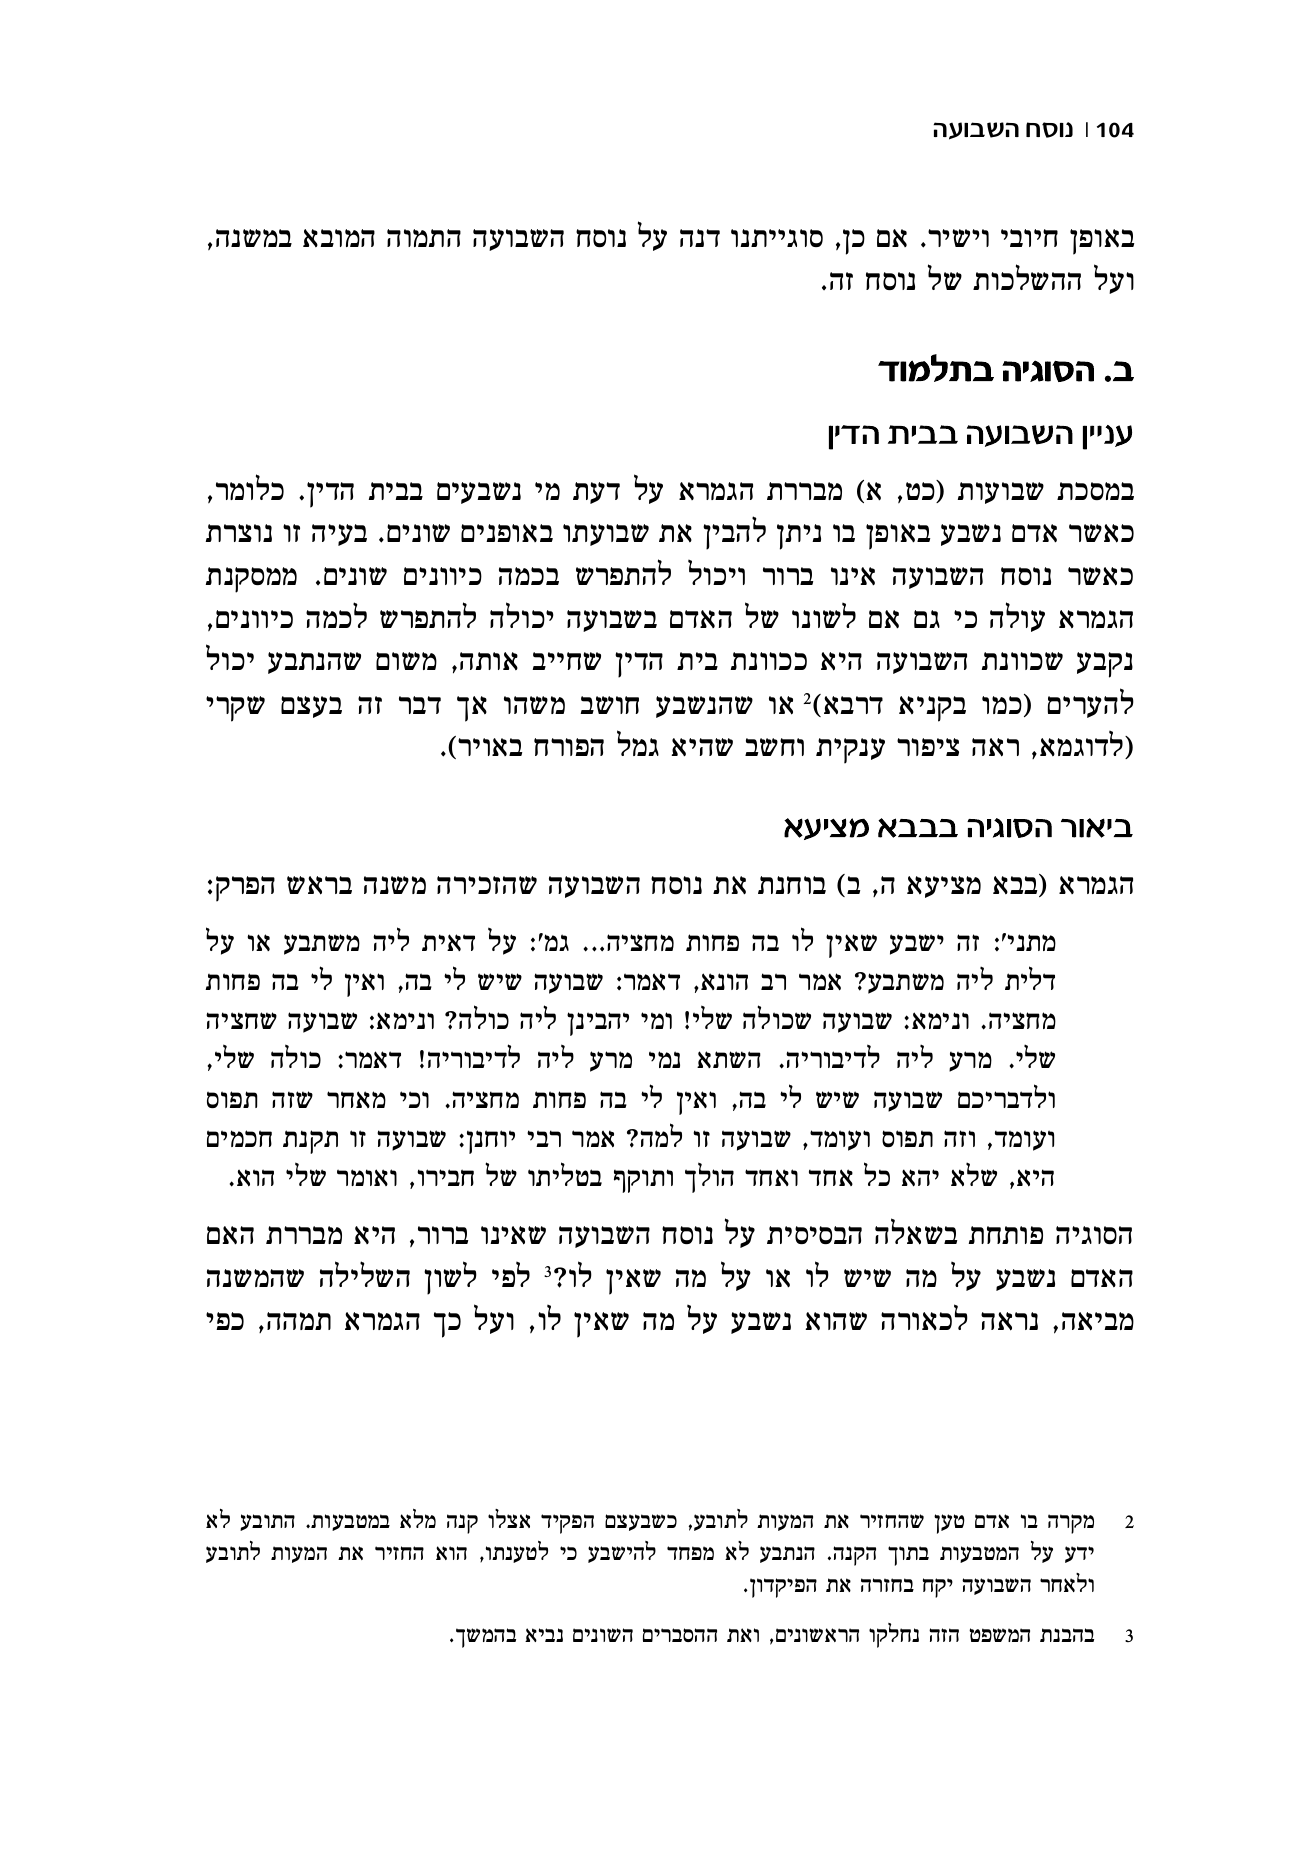 104 | נוסח השבועה
באופן חיובי וישיר. אם כן, סוגייתנו דנה על נוסח השבועה התמוה המובא במשנה,
ועל ההשלכות של נוסח זה.
ב. הסוגיה בתלמוד
עניין השבועה בבית הדין
במסכת שבועות (כט, א) מבררת הגמרא על דעת מי נשבעים בבית הדין. כלומר,
כאשר אדם נשבע באופן בו ניתן להבין את שבועתו באופנים שונים. בעיה זו נוצרת
כאשר נוסח השבועה אינו ברור ויכול להתפרש בכמה כיוונים שונים. ממסקנת
הגמרא עולה כי גם אם לשונו של האדם בשבועה יכולה להתפרש לכמה כיוונים,
נקבע שכוונת השבועה היא ככוונת בית הדין שחייב אותה, משום שהנתבע יכול
להערים (כמו בקניא דרבא)2 או שהנשבע חושב משהו אך דבר זה בעצם שקרי
(לדוגמא, ראה ציפור ענקית וחשב שהיא גמל הפורח באויר).
ביאור הסוגיה בבבא מציעא
הגמרא (בבא מציעא ה, ב) בוחנת את נוסח השבועה שהזכירה משנה בראש הפרק:
מתני': זה ישבע שאין לו בה פחות מחציה... גמ': על דאית ליה משתבע או על
דלית ליה משתבע? אמר רב הונא, דאמר: שבועה שיש לי בה, ואין לי בה פחות
מחציה. ונימא: שבועה שכולה שלי! ומי יהבינן ליה כולה? ונימא: שבועה שחציה
שלי. מרע ליה לדיבוריה. השתא נמי מרע ליה לדיבוריה! דאמר: כולה שלי,
ולדבריכם שבועה שיש לי בה, ואין לי בה פחות מחציה. וכי מאחר שזה תפוס
ועומד, וזה תפוס ועומד, שבועה זו למה? אמר רבי יוחנן: שבועה זו תקנת חכמים
היא, שלא יהא כל אחד ואחד הולך ותוקף בטליתו של חבירו, ואומר שלי הוא.
הסוגיה פותחת בשאלה הבסיסית על נוסח השבועה שאינו ברור, היא מבררת האם
האדם נשבע על מה שיש לו או על מה שאין לו?3 לפי לשון השלילה שהמשנה
מביאה, נראה לכאורה שהוא נשבע על מה שאין לו, ועל כך הגמרא תמהה, כפי
2 מקרה בו אדם טען שהחזיר את המעות לתובע, כשבעצם הפקיד אצלו קנה מלא במטבעות. התובע לא
ידע על המטבעות בתוך הקנה. הנתבע לא מפחד להישבע כי לטענתו, הוא החזיר את המעות לתובע
ולאחר השבועה יקח בחזרה את הפיקדון.
3 בהבנת המשפט הזה נחלקו הראשונים, ואת ההסברים השונים נביא בהמשך.